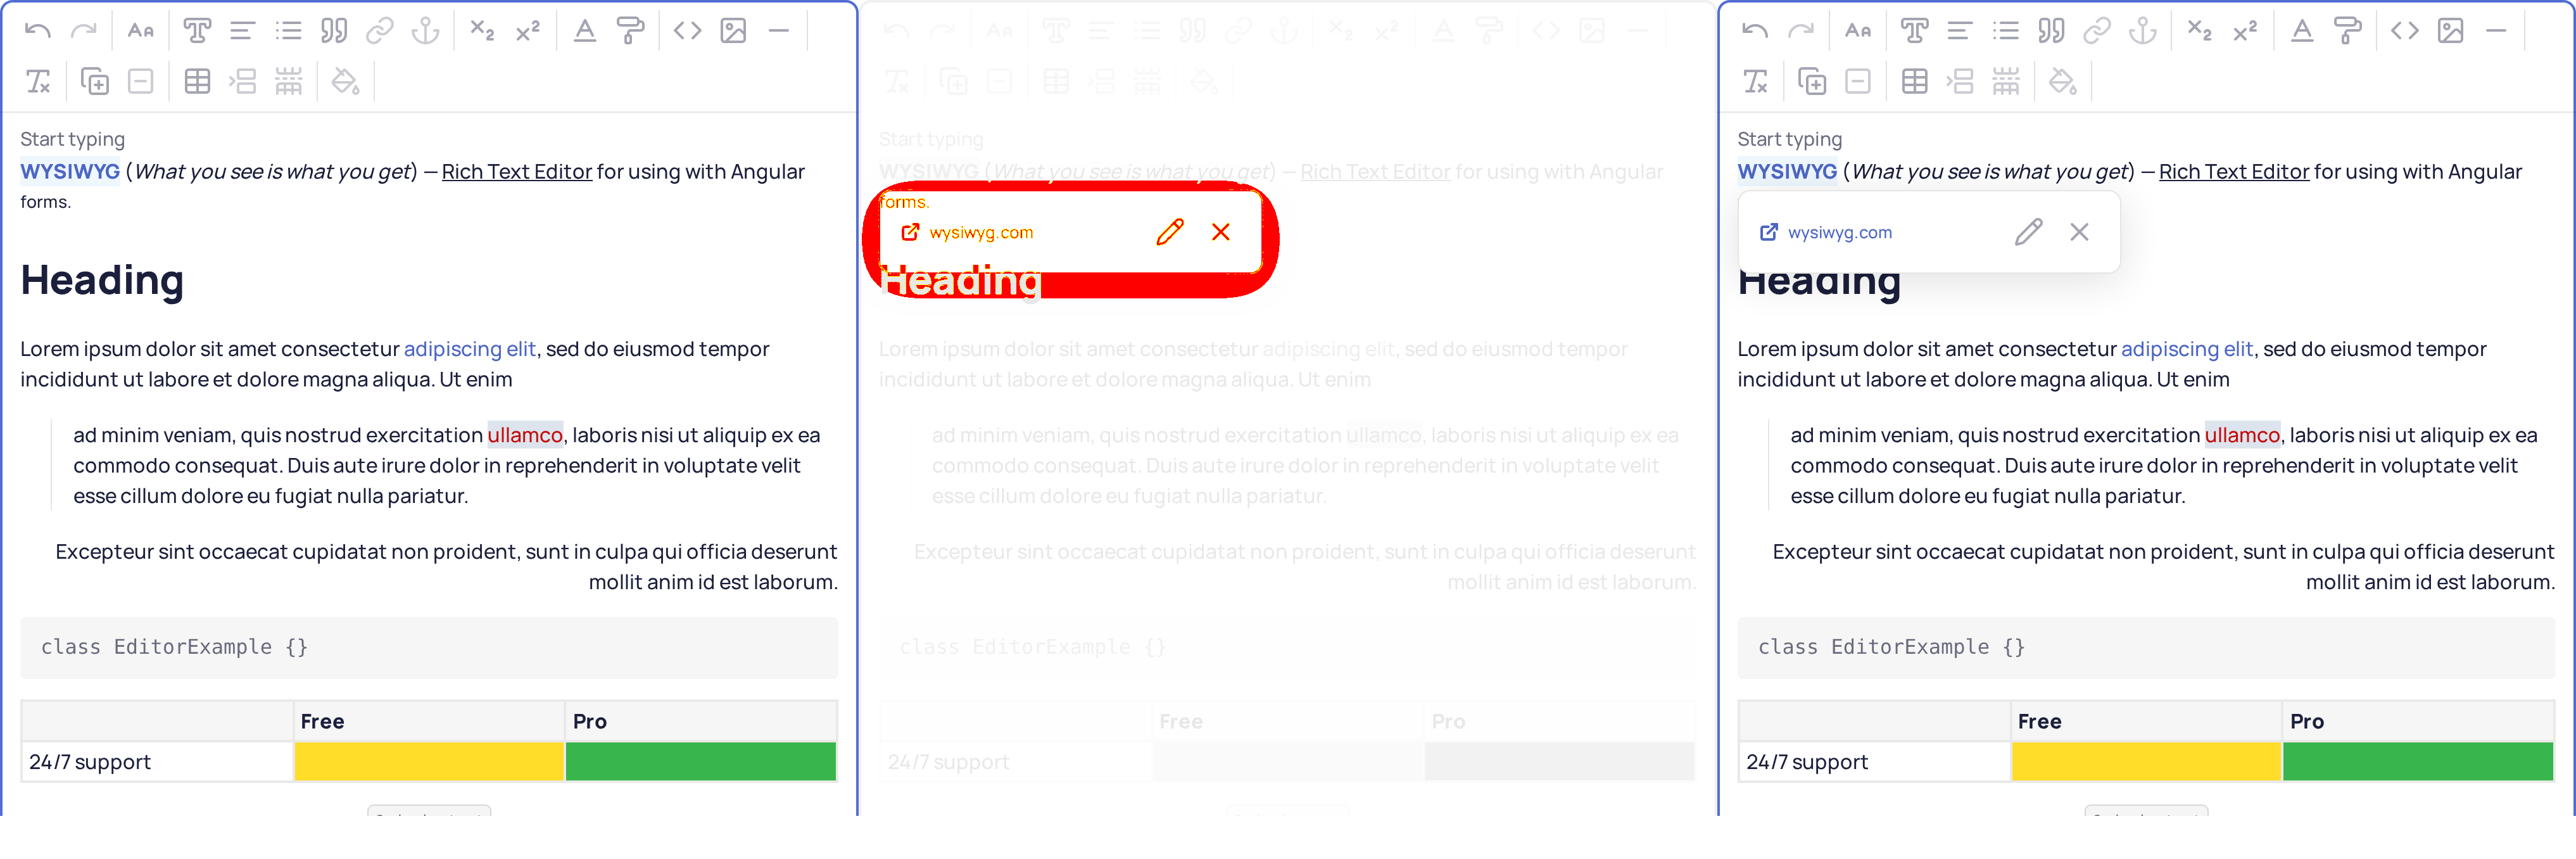 Start typing
WYSIWYG (What you see is what you get) — Rich Text Editor for using with Angular
forms.
Heading
Lorem ipsum dolor sit amet consectetur adipiscing elit, sed do eiusmod tempor
incididunt ut labore et dolore magna aliqua. Ut enim
ad minim veniam, quis nostrud exercitation ullamco, laboris nisi ut aliquip ex ea
commodo consequat. Duis aute irure dolor in reprehenderit in voluptate velit
esse cillum dolore eu fugiat nulla pariatur.
Excepteur sint occaecat cupidatat non proident, sunt in culpa qui officia deserunt
mollit anim id est laborum.
class EditorExample {}
Free Pro
24/7 support
Start typing
WYSIWYG (What you see is what you get) — Rich Text Editor for using with Angular
forms.
wysiwyg.com
Heading
Lorem ipsum dolor sit amet consectetur adipiscing elit, sed do eiusmod tempor
incididunt ut labore et dolore magna aliqua. Ut enim
ad minim veniam, quis nostrud exercitation ullamco, laboris nisi ut aliquip ex ea
commodo consequat. Duis aute irure dolor in reprehenderit in voluptate velit
esse cillum dolore eu fugiat nulla pariatur.
Excepteur sint occaecat cupidatat non proident, sunt in culpa qui officia deserunt
mollit anim id est laborum.
class EditorExample {}
Free Pro
24/7 support
Start typing
WYSIWYG (What you see is what you get) — Rich Text Editor for using with Angular
wysiwyg.com
Heading
Lorem ipsum dolor sit amet consectetur adipiscing elit, sed do eiusmod tempor
incididunt ut labore et dolore magna aliqua. Ut enim
ad minim veniam, quis nostrud exercitation ullamco, laboris nisi ut aliquip ex ea
commodo consequat. Duis aute irure dolor in reprehenderit in voluptate velit
esse cillum dolore eu fugiat nulla pariatur.
Excepteur sint occaecat cupidatat non proident, sunt in culpa qui officia deserunt
mollit anim id est laborum.
class EditorExample {}
Free Pro
24/7 support